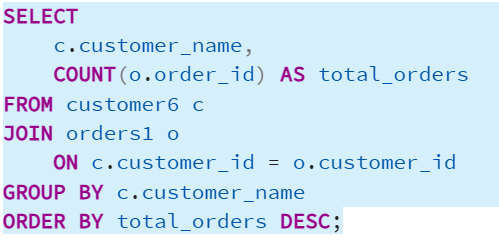 SELECT
    c.customer_name,
    COUNT(o.order_id) AS total_orders
FROM customer6 c
JOIN orders1 o
    ON c.customer_id = o.customer_id
GROUP BY c.customer_name
ORDER BY total_orders DESC;